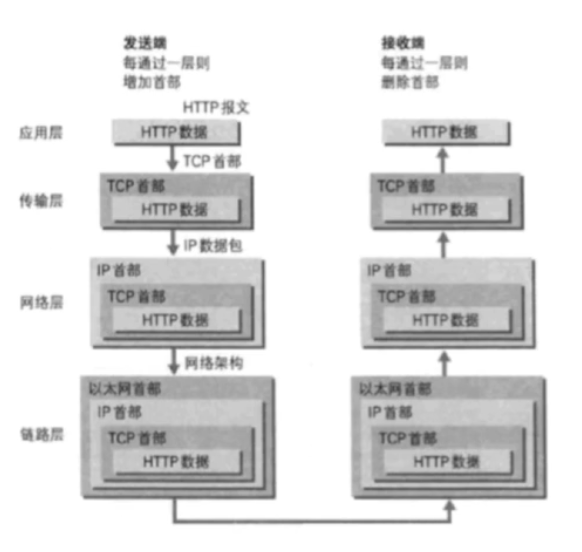 发送端
每通过一层则
增加首部
接收端
每通过一层则
删除首部
HTTP报文
应用层
HTTP数据
HTTP数据
TCP首部
传输层
TCP首部
HTTP数据
TCP首部
HTTP数据
IP数据包
网络层
IP首部
TCP首部
HTTP数据
IP首部
TCP首部
HTTP数据
网络架构
链路层
以太网首部
IP首部
TCP首部
HTTP数据
以太网首部
IP首部
TCP首部
HTTP数据